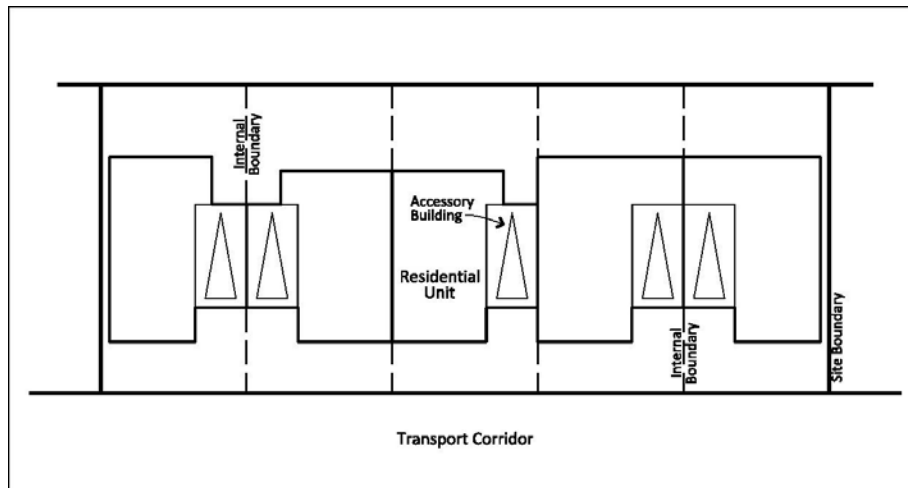 Internal
Boundary
Accessory
Building
Residential
Unit
Internal
Boundary
Site Boundary
Transport Corridor